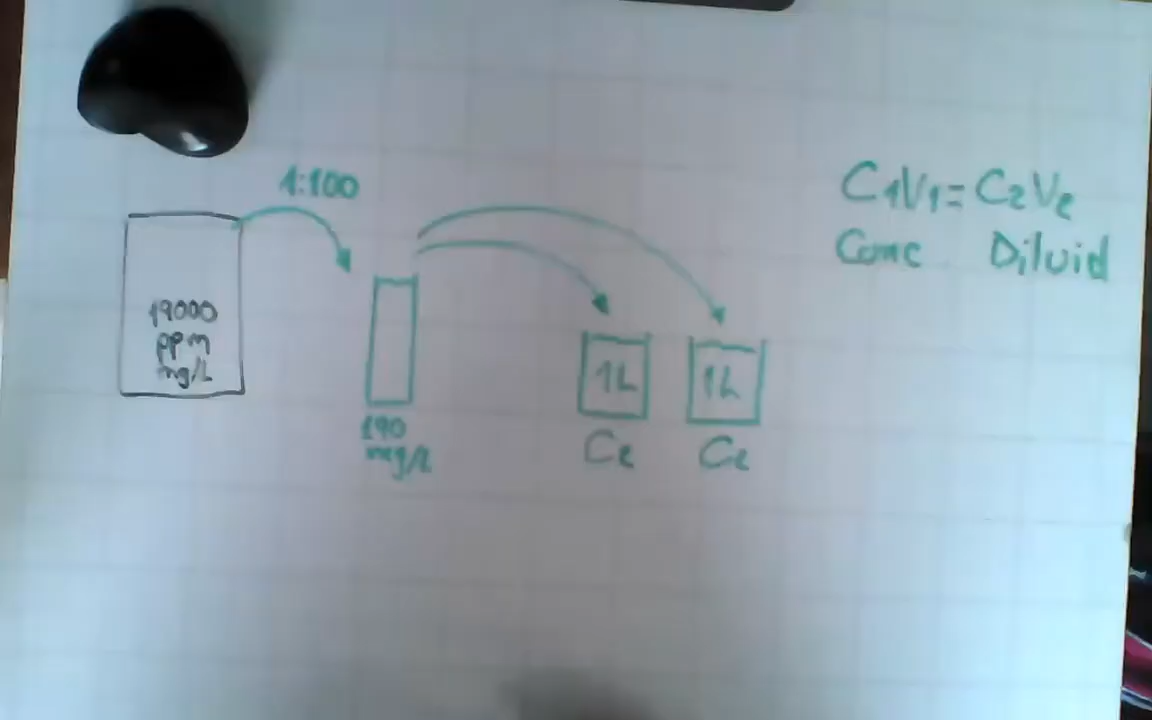 1:100
19000
ppm
mg/L
190
mg/L
1L
C2
1L
C2
C1V1=C2V2
Conc Diluid